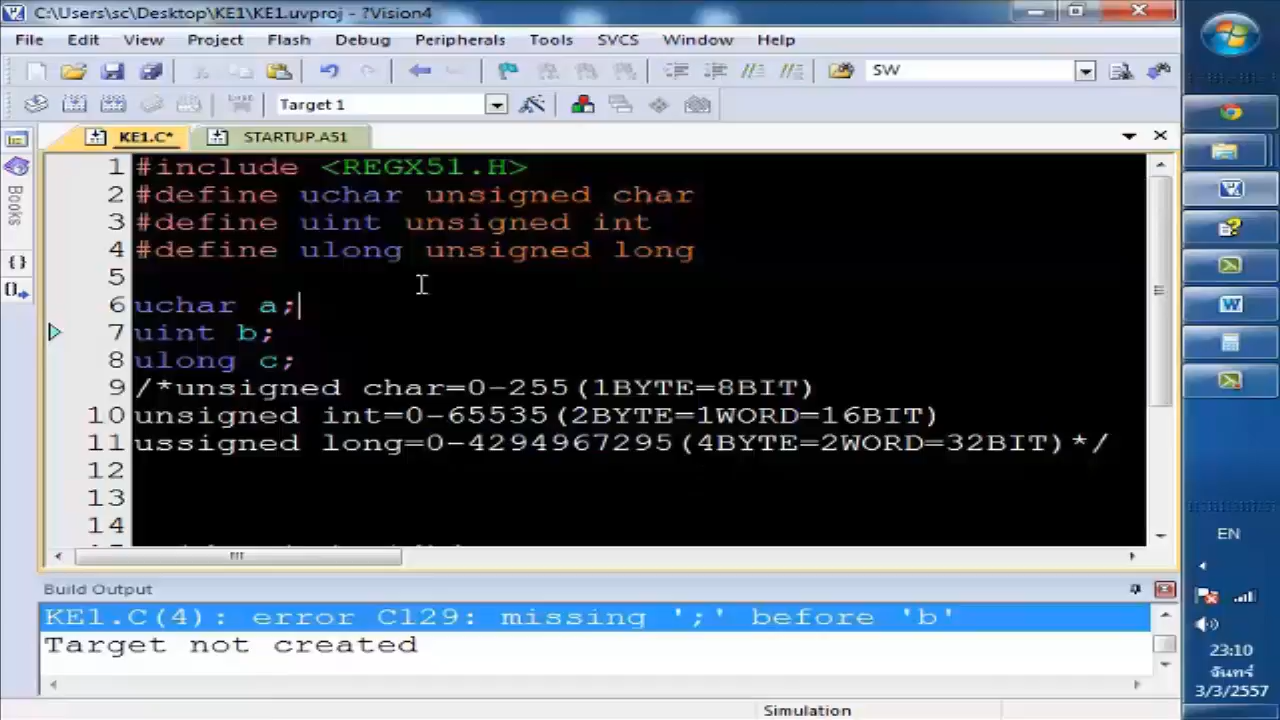 C:\Users\sc\Desktop\KE1\KE1.uvproj - ?Vision4
File Edit View Project Flash Debug Peripherals Tools SVCS Window Help
SW
Target 1
KE1.C* STARTUP.A51
Books
1 #include <REGX51.H>
2 #define uchar unsigned char
3 #define uint unsigned int
4 #define ulong unsigned long
5
6 uchar a;
7 uint b;
8 ulong c;
9 /*unsigned char=0-255(1BYTE=8BIT)
10 unsigned int=0-65535(2BYTE=1WORD=16BIT)
11 ussigned long=0-4294967295(4BYTE=2WORD=32BIT)*/
12
13
14
Build Output
KE1.C(4): error C129: missing ';' before 'b'
Target not created
Simulation
EN
23:10
จันทร์
3/3/2557